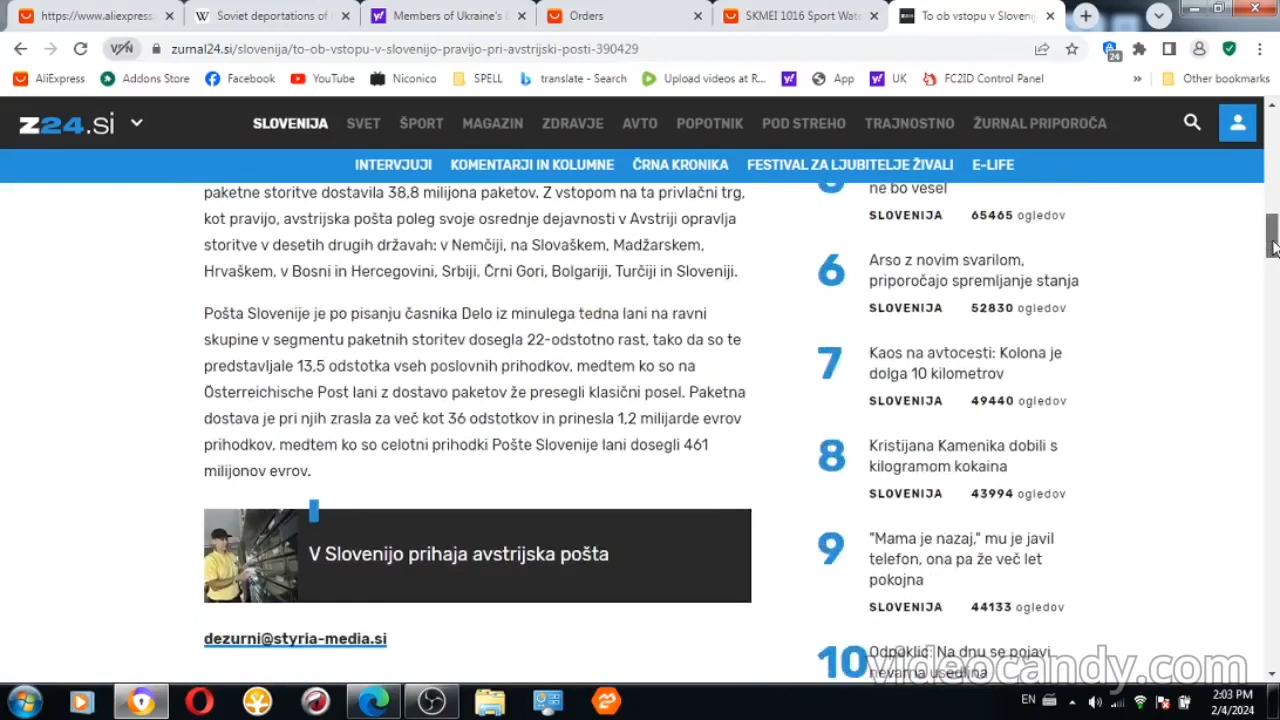 https://www.aliexpress
Soviet deportations of
Members of Ukraine's
Orders
SKMEI 1016 Sport Wat
To ob vstopu v Slovenij
VPN
zurnal24.si/slovenija/to-ob-vstopu-v-slovenijo-pravijo-pri-avstrijski-posti-390429
24
AliExpress
Addons Store
Facebook
YouTube
Niconico
SPELL
translate - Search
Upload videos at R...
App
UK
FC2ID Control Panel
»
Other bookmarks
z24.si
SLOVENIJA SVET ŠPORT MAGAZIN ZDRAVJE AVTO POPOTNIK POD STREHO TRAJNOSTNO ŽURNAL PRIPOROČA
INTERVJUJI KOMENTARJI IN KOLUMNE ČRNA KRONIKA FESTIVAL ZA LJUBITELJE ŽIVALI E-LIFE
paketne storitve dostavila 38,8 milijona paketov. Z vstopom na ta privlačni trg,
kot pravijo, avstrijska pošta poleg svoje osrednje dejavnosti v Avstriji opravlja
storitve v desetih drugih državah: v Nemčiji, na Slovaškem, Madžarskem,
Hrvaškem, v Bosni in Hercegovini, Srbiji, Črni Gori, Bolgariji, Turčiji in Sloveniji.
Pošta Slovenije je po pisanju časnika Delo iz minulega tedna lani na ravni
skupine v segmentu paketnih storitev dosegla 22-odstotno rast, tako da so te
predstavljale 13,5 odstotka vseh poslovnih prihodkov, medtem ko so na
Österreichische Post lani z dostavo paketov že presegli klasični posel. Paketna
dostava je pri njih zrasla za več kot 36 odstotkov in prinesla 1,2 milijarde evrov
prihodkov, medtem ko so celotni prihodki Pošte Slovenije lani dosegli 461
milijonov evrov.
V Slovenijo prihaja avstrijska pošta
dezurni@styria-media.si
ne bo vesel
SLOVENIJA 65465 ogledov
6
Arso z novim svarilom,
priporočajo spremljanje stanja
SLOVENIJA 52830 ogledov
7
Kaos na avtocesti: Kolona je
dolga 10 kilometrov
SLOVENIJA 49440 ogledov
8
Kristijana Kamenika dobili s
kilogramom kokaina
SLOVENIJA 43994 ogledov
9
"Mama je nazaj," mu je javil
telefon, ona pa že več let
pokojna
SLOVENIJA 44133 ogledov
10
Odpoklic: Na dnu se pojavi
nevarna usedlina
videocandy.com
EN
2:03 PM
2/4/2024